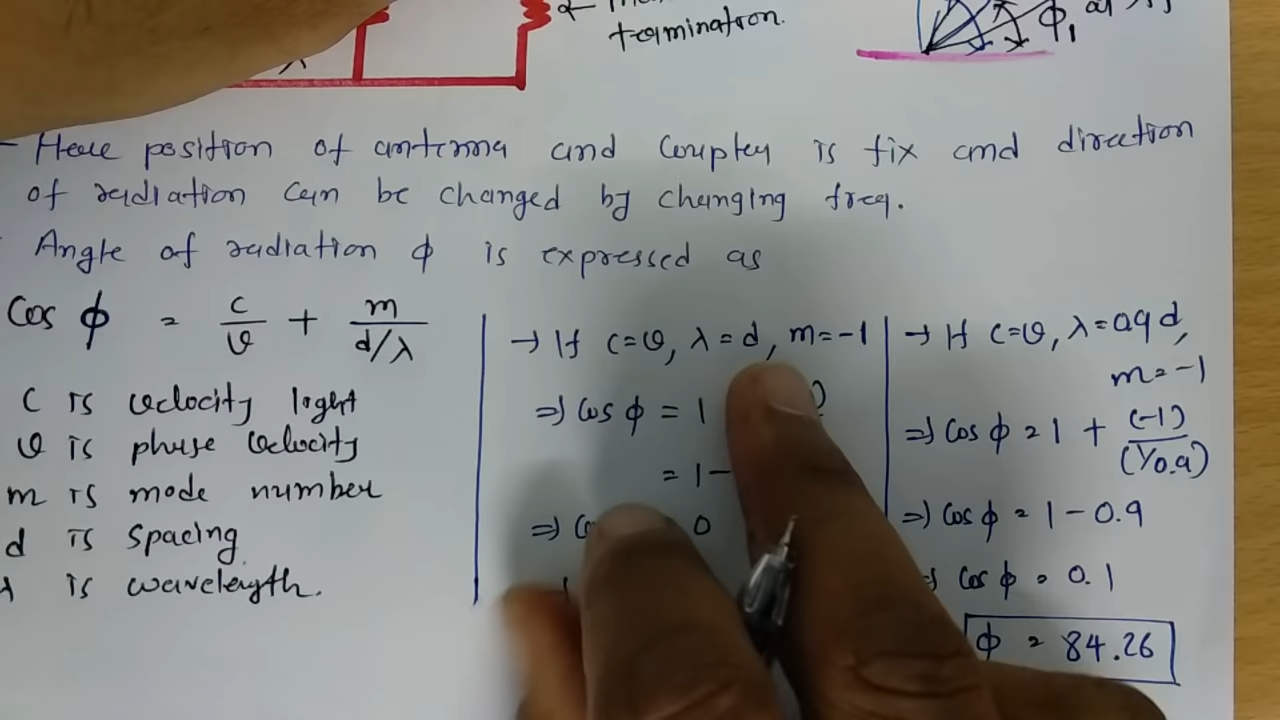 termination.
ϕ₁
- Here position of antenna and coupler is fix and direction
of radiation can be changed by changing freq.
Angle of radiation ϕ is expressed as
Cos ϕ = c/v + m/(d/λ)
C is velocity light
v is phase velocity
m is mode number
d is spacing
λ is wavelength.
→ If c=v, λ=d, m=-1
⇒ Cos ϕ = 1
= 1-
⇒ 0
→ If c=v, λ=0.9d,
m=-1
⇒ Cos ϕ = 1 + (-1)/(1/0.9)
⇒ Cos ϕ = 1 - 0.9
⇒ Cos ϕ = 0.1
ϕ = 84.26